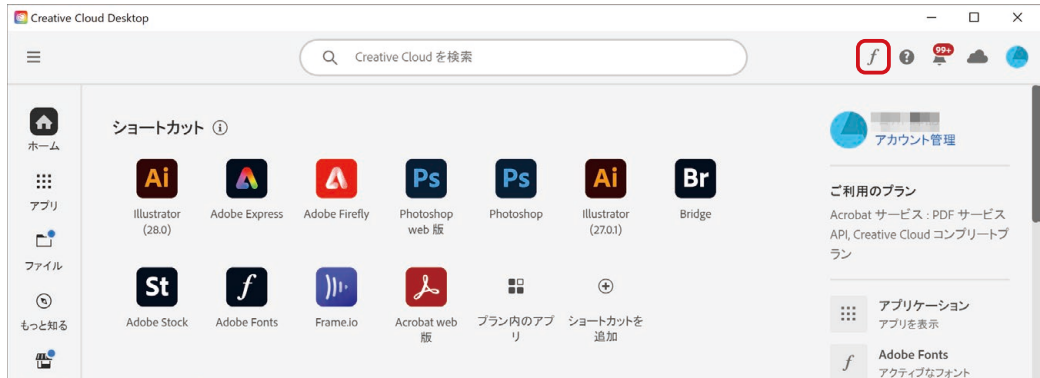 Creative Cloud Desktop
Creative Cloud を検索
f
?
99+
ホーム
アプリ
ファイル
もっと知る
ショートカット
Ai
Illustrator
(28.0)
Adobe Express
Adobe Firefly
Ps
Photoshop
web 版
Ps
Photoshop
Ai
Illustrator
(27.0.1)
Br
Bridge
St
Adobe Stock
f
Adobe Fonts
Frame.io
Acrobat web
版
プラン内のアプ
リ
ショートカットを
追加
アカウント管理
ご利用のプラン
Acrobat サービス : PDF サービス
API, Creative Cloud コンプリートプ
ラン
アプリケーション
アプリを表示
f
Adobe Fonts
アクティブなフォント